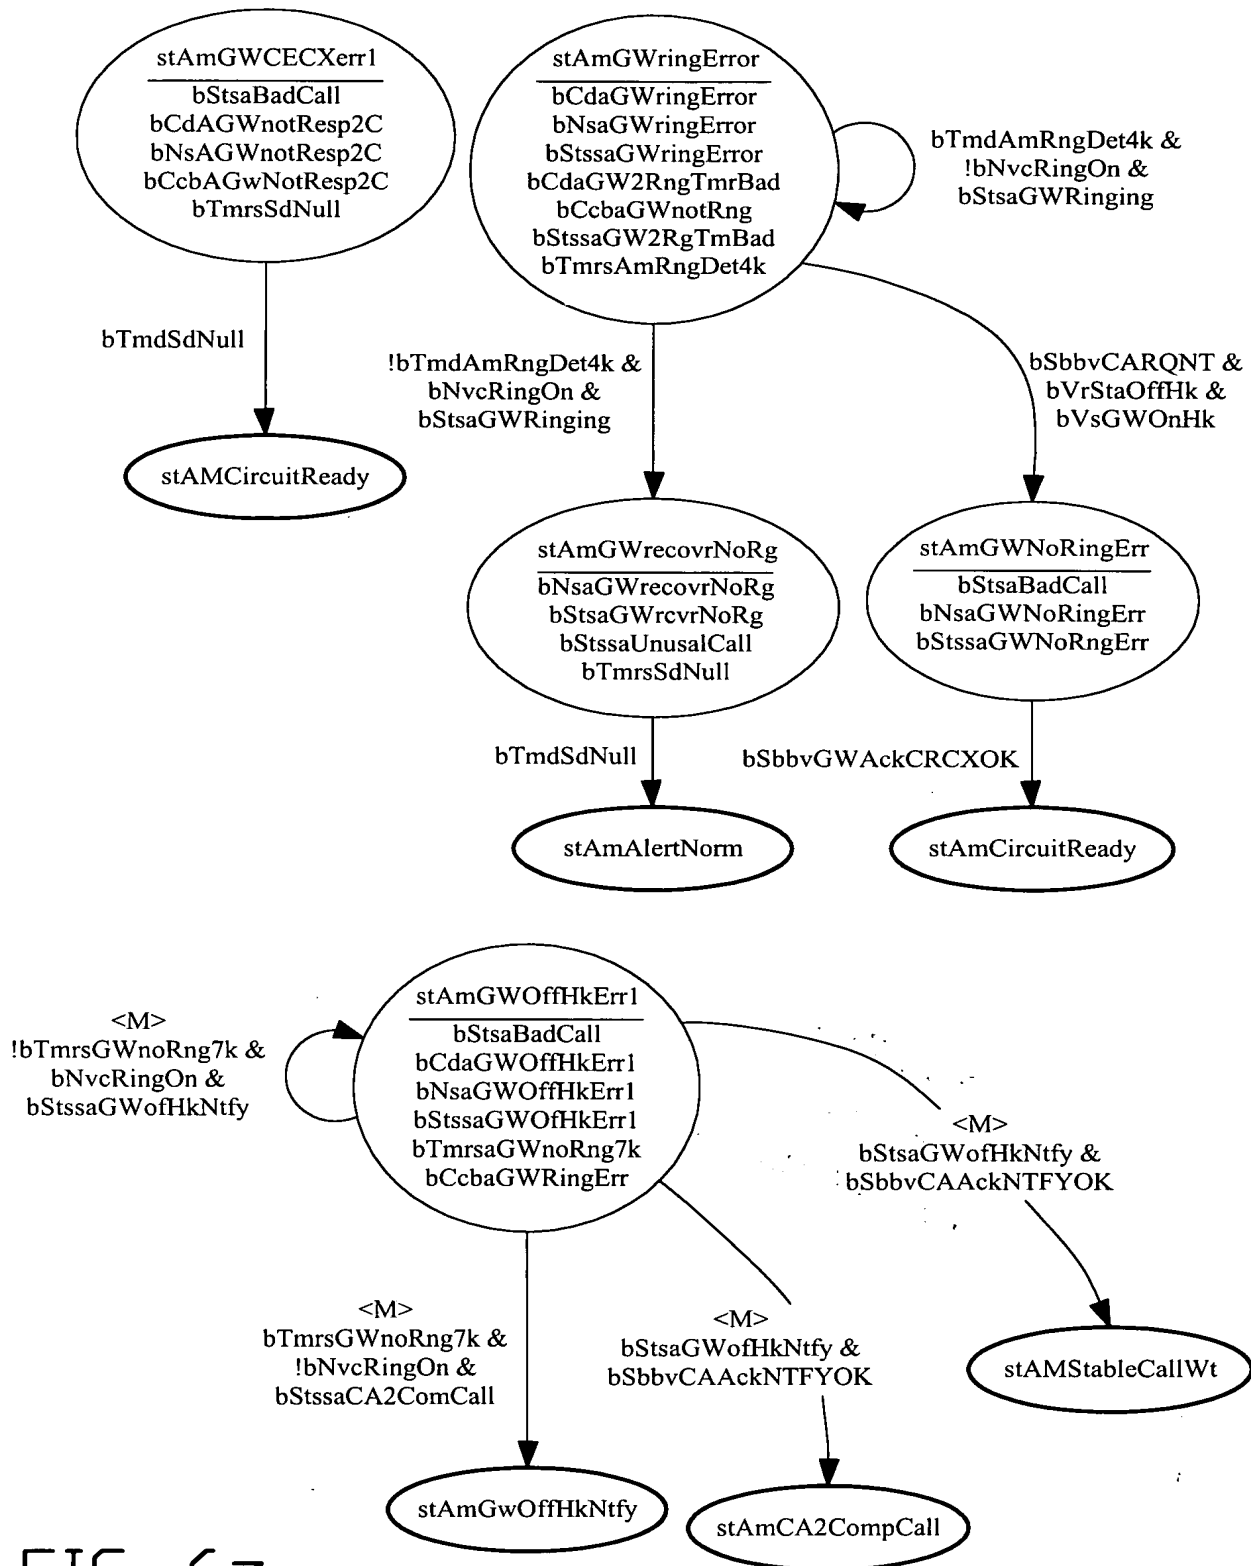 stAmGWCECXerr1
bStsaBadCall
bCdAGWnotResp2C
bNsAGWnotResp2C
bCcbAGwNotResp2C
bTmrsSdNull
bTmdSdNull
stAMCircuitReady
stAmGWringError
bCdaGWringError
bNsaGWringError
bStssaGWringError
bCdaGW2RngTmrBad
bCcbaGWnotRng
bStssaGW2RgTmBad
bTmrsAmRngDet4k
bTmdAmRngDet4k &
!bNvcRingOn &
bStsaGWRinging
!bTmdAmRngDet4k &
bNvcRingOn &
bStsaGWRinging
bSbbvCARQNT &
bVrStaOffHk &
bVsGWOnHk
stAmGWrecovrNoRg
bNsaGWrecovrNoRg
bStsaGWrcvrNoRg
bStssaUnusalCall
bTmrsSdNull
stAmGWNoRingErr
bStsaBadCall
bNsaGWNoRingErr
bStssaGWNoRngErr
bTmdSdNull
bSbbvGWAckCRCXOK
stAmAlertNorm
stAmCircuitReady
stAmGWOffHkErr1
bStsaBadCall
bCdaGWOffHkErr1
bNsaGWOffHkErr1
bStssaGWOfHkErr1
bTmrsaGWnoRng7k
bCcbaGWRingErr
<M>
!bTmrsGWnoRng7k &
bNvcRingOn &
bStssaGWofHkNtfy
<M>
bStsaGWofHkNtfy &
bSbbvCAAckNTFYOK
<M>
bTmrsGWnoRng7k &
!bNvcRingOn &
bStssaCA2ComCall
<M>
bStsaGWofHkNtfy &
bSbbvCAAckNTFYOK
stAMStableCallWt
stAmGwOffHkNtfy
stAmCA2CompCall